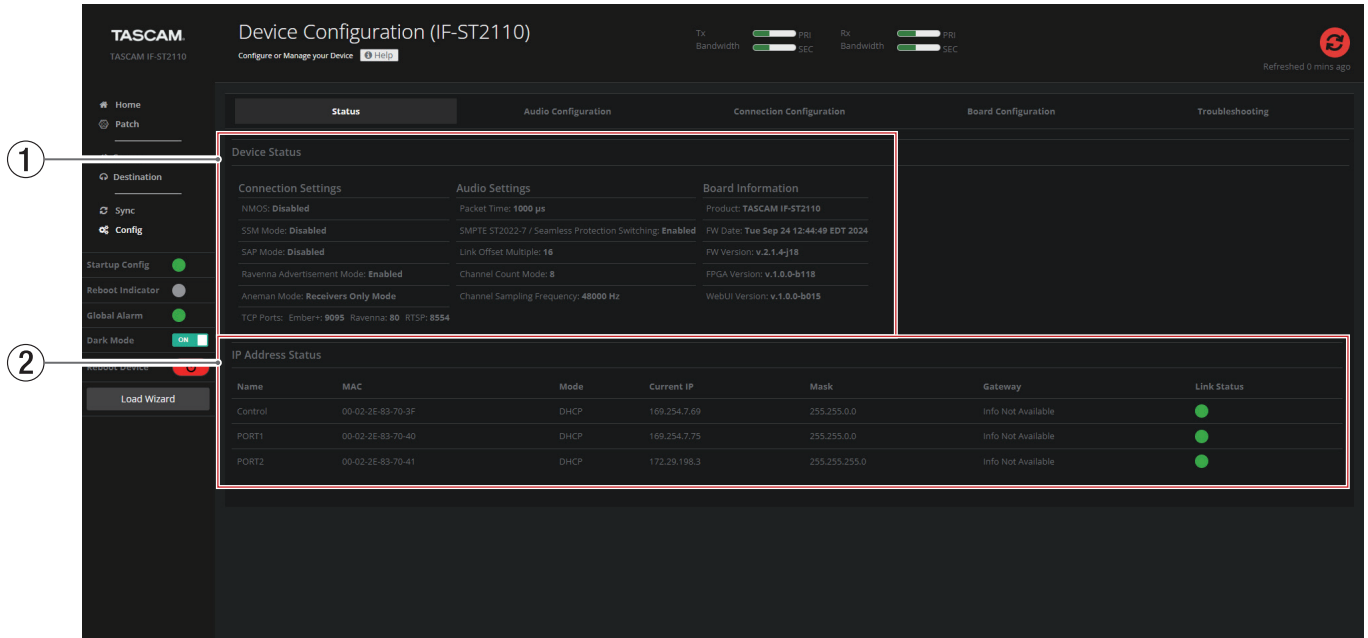 TASCAM.
TASCAM IF-ST2110
Device Configuration (IF-ST2110)
Configure or Manage your Device Help
Tx Bandwidth PRI SEC
Rx Bandwidth PRI SEC
Refreshed 0 mins ago
Home
Patch
Destination
Sync
Config
Startup Config
Reboot Indicator
Global Alarm
Dark Mode ON
Reboot Device
Load Wizard
Status Audio Configuration Connection Configuration Board Configuration Troubleshooting
1
Device Status
Connection Settings
NMOS: Disabled
SSM Mode: Disabled
SAP Mode: Disabled
Ravenna Advertisement Mode: Enabled
Aneman Mode: Receivers Only Mode
TCP Ports: Ember+: 9095 Ravenna: 80 RTSP: 8554
Audio Settings
Packet Time: 1000 µs
SMPTE ST2022-7 / Seamless Protection Switching: Enabled
Link Offset Multiple: 16
Channel Count Mode: 8
Channel Sampling Frequency: 48000 Hz
Board Information
Product: TASCAM IF-ST2110
FW Date: Tue Sep 24 12:44:49 EDT 2024
FW Version: v.2.1.4-j18
FPGA Version: v.1.0.0-b118
WebUI Version: v.1.0.0-b015
2
IP Address Status
Name MAC Mode Current IP Mask Gateway Link Status
Control 00-02-2E-83-70-3F DHCP 169.254.7.69 255.255.0.0 Info Not Available
PORT1 00-02-2E-83-70-40 DHCP 169.254.7.75 255.255.0.0 Info Not Available
PORT2 00-02-2E-83-70-41 DHCP 172.29.198.3 255.255.255.0 Info Not Available